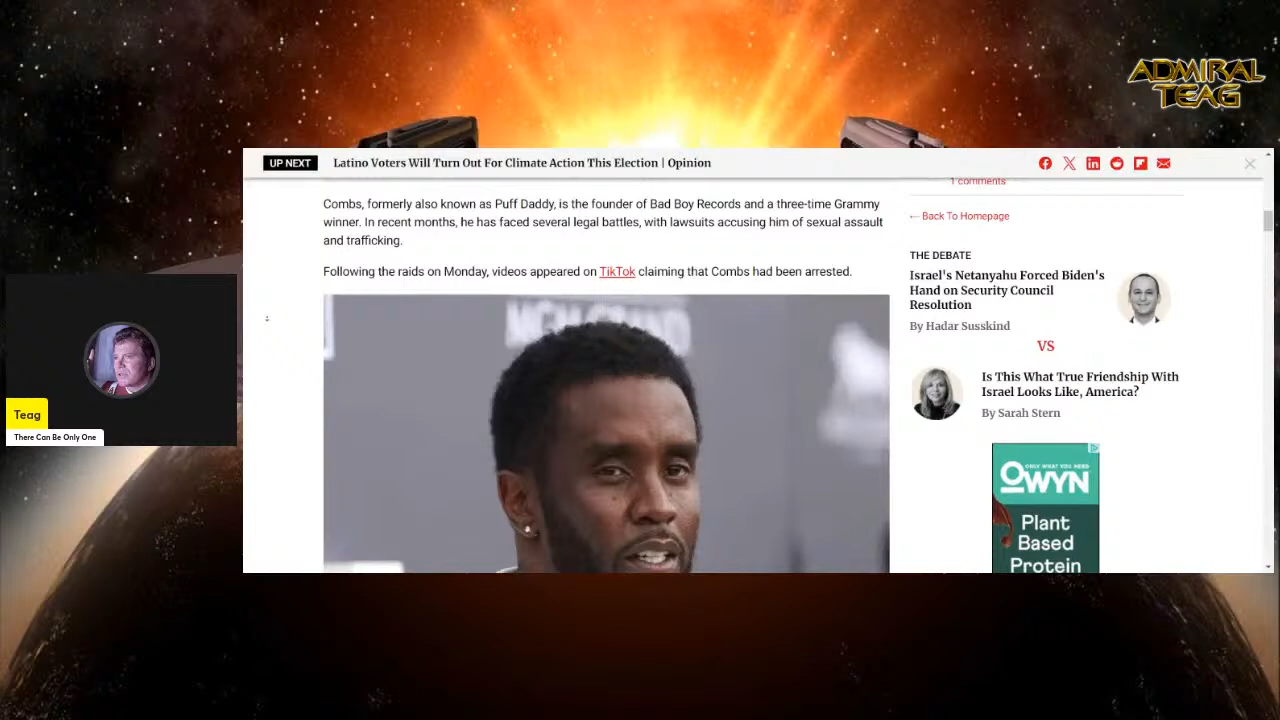 ADMIRAL
TEAG
UP NEXT
Latino Voters Will Turn Out For Climate Action This Election | Opinion
1 comments
Combs, formerly also known as Puff Daddy, is the founder of Bad Boy Records and a three-time Grammy
winner. In recent months, he has faced several legal battles, with lawsuits accusing him of sexual assault
and trafficking.
Following the raids on Monday, videos appeared on TikTok claiming that Combs had been arrested.
← Back To Homepage
THE DEBATE
Israel's Netanyahu Forced Biden's
Hand on Security Council
Resolution
By Hadar Susskind
VS
Is This What True Friendship With
Israel Looks Like, America?
By Sarah Stern
ONLY WHAT YOU NEED
OWYN
Plant
Based
Protein
Teag
There Can Be Only One